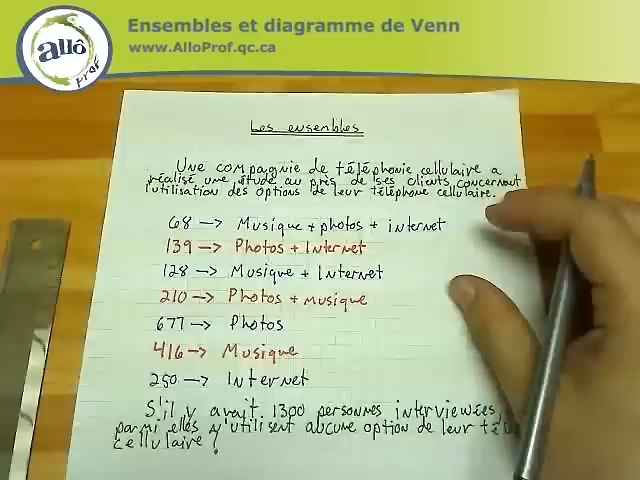 Ensembles et diagramme de Venn
www.AlloProf.qc.ca
allô
prof
Les ensembles
Une compagnie de téléphonie cellulaire a
réalisé une étude au près de ses clients concernant
l'utilisation des options de leur téléphone cellulaire.
68 → Musique + photos + internet
139 → Photos + Internet
128 → Musique + Internet
210 → Photos + Musique
677 → Photos
416 → Musique
250 → Internet
S'il y avait 1300 personnes interviewées,
parmi elles n'utilisent aucune option de leur
cellulaire?